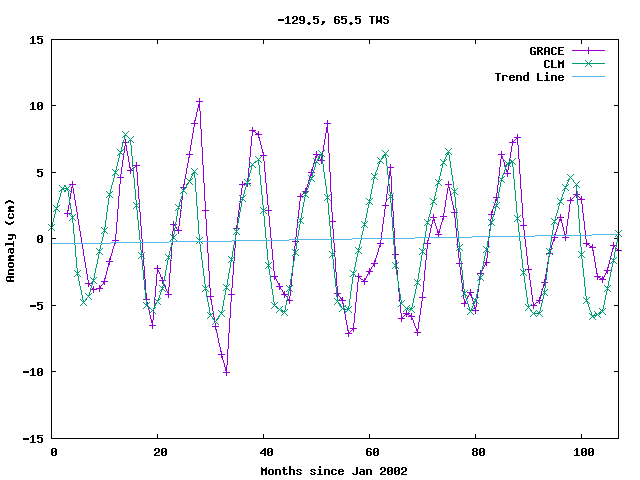 -129.5, 65.5 TWS
15
10
5
0
-5
-10
-15
Anomaly (cm)
GRACE
CLM
Trend Line
0 20 40 60 80 100
Months since Jan 2002